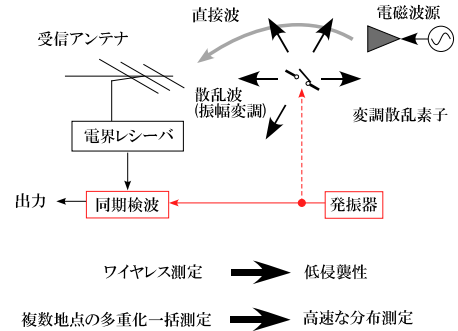 直接波
電磁波源
受信アンテナ
散乱波
(振幅変調)
変調散乱素子
電界レシーバ
出力
同期検波
発振器
ワイヤレス測定
低侵襲性
複数地点の多重化一括測定
高速な分布測定